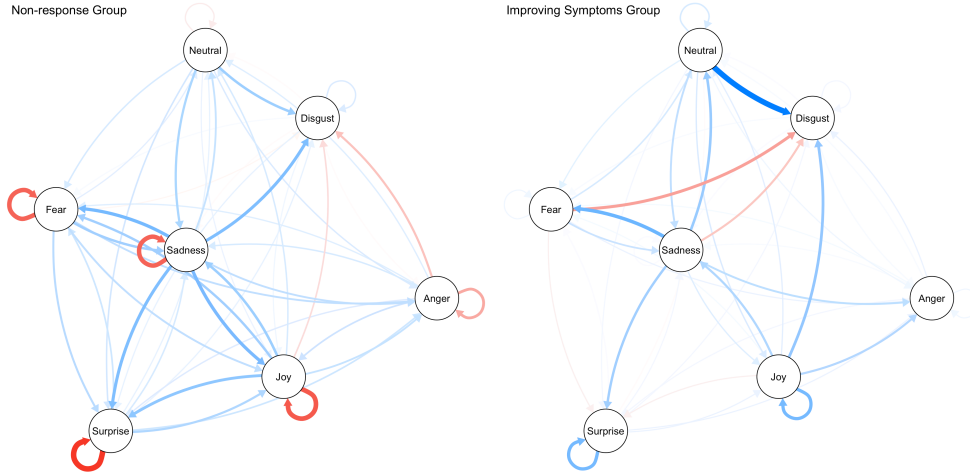 Non-response Group
Neutral
Disgust
Fear
Sadness
Anger
Joy
Surprise
Improving Symptoms Group
Neutral
Disgust
Fear
Sadness
Anger
Joy
Surprise